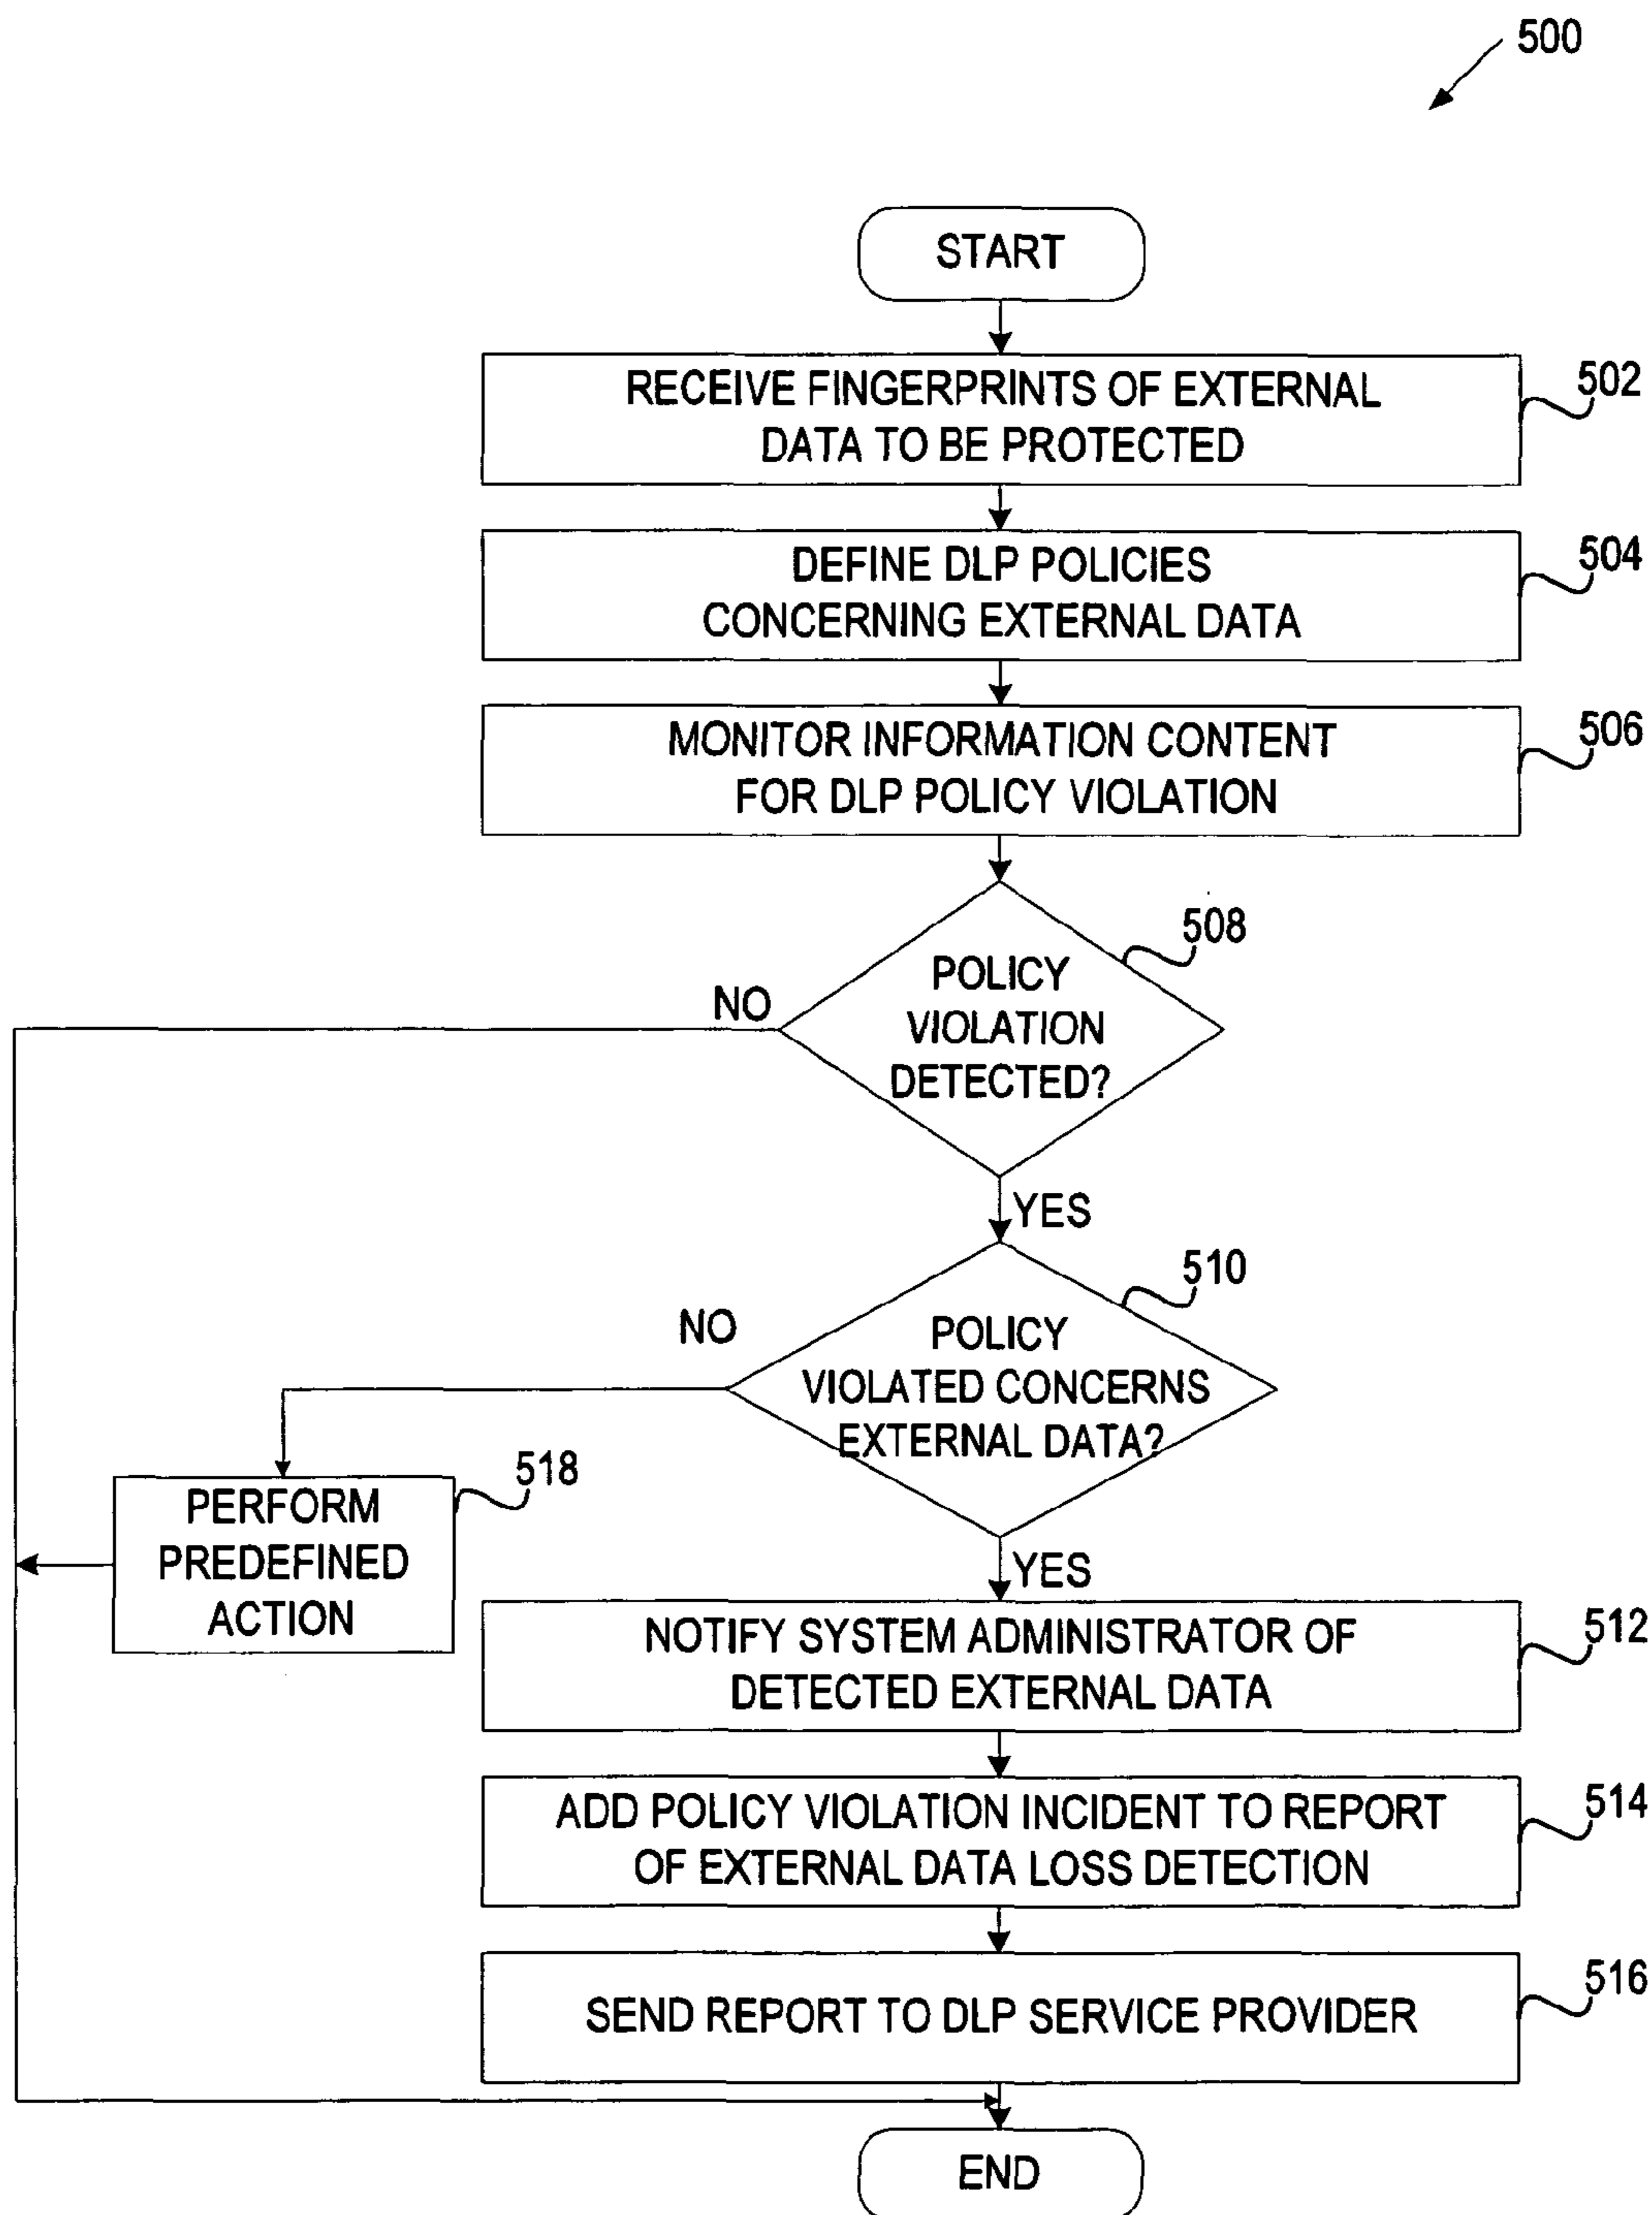 500
START
RECEIVE FINGERPRINTS OF EXTERNAL
DATA TO BE PROTECTED
502
DEFINE DLP POLICIES
CONCERNING EXTERNAL DATA
504
MONITOR INFORMATION CONTENT
FOR DLP POLICY VIOLATION
506
508
POLICY
VIOLATION
DETECTED?
NO
YES
510
POLICY
VIOLATED CONCERNS
EXTERNAL DATA?
NO
518
PERFORM
PREDEFINED
ACTION
YES
NOTIFY SYSTEM ADMINISTRATOR OF
DETECTED EXTERNAL DATA
512
ADD POLICY VIOLATION INCIDENT TO REPORT
OF EXTERNAL DATA LOSS DETECTION
514
SEND REPORT TO DLP SERVICE PROVIDER
516
END